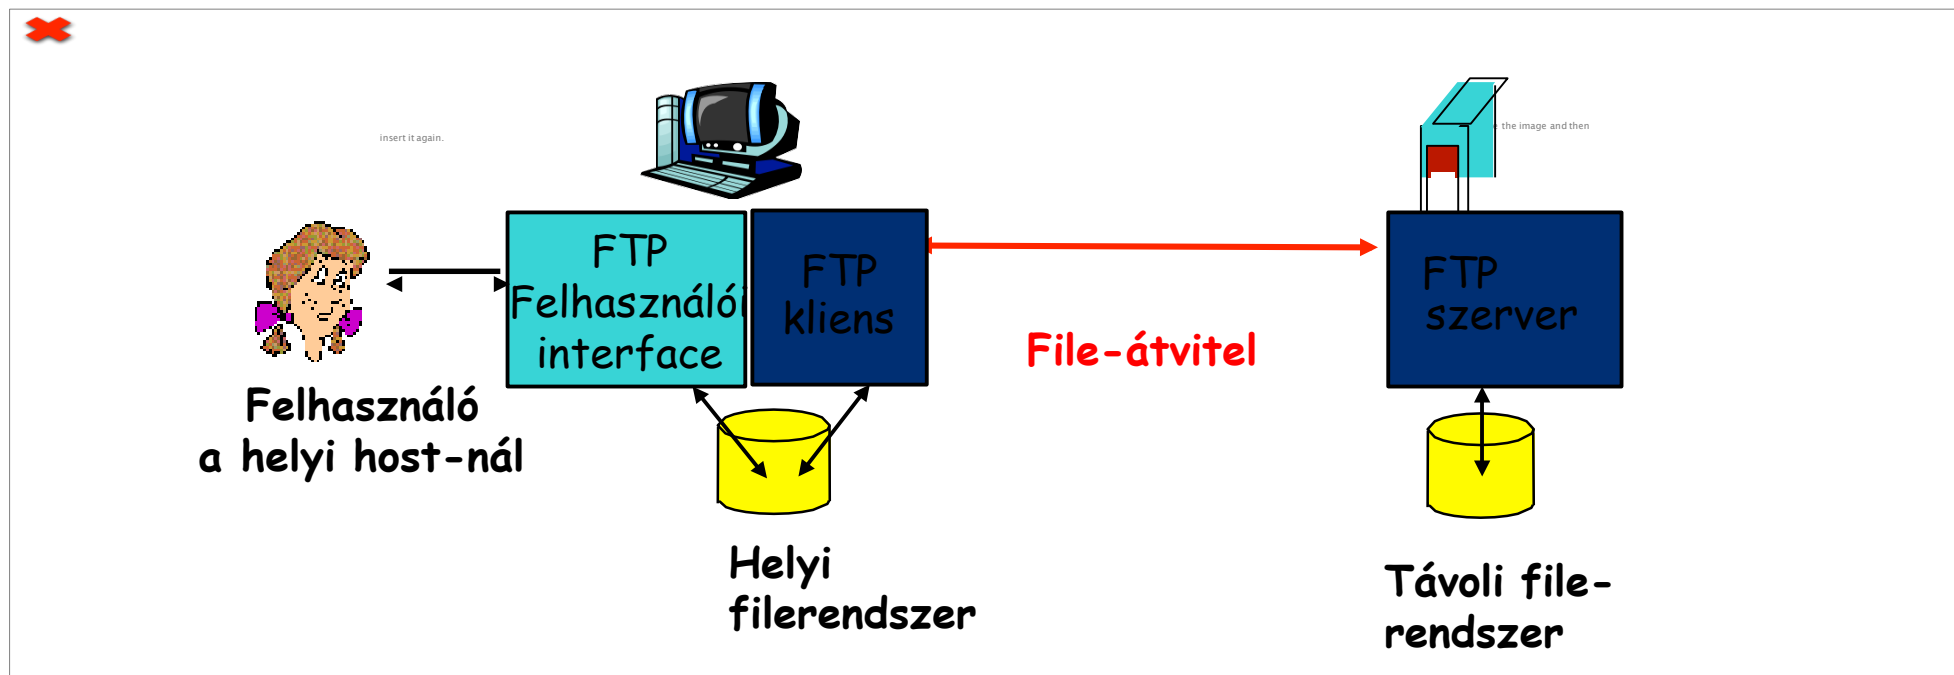 insert it again.
the image and then
FTP
Felhasználói
interface
FTP
kliens
FTP
szerver
File-átvitel
Felhasználó
a helyi host-nál
Helyi
filerendszer
Távoli file-
rendszer